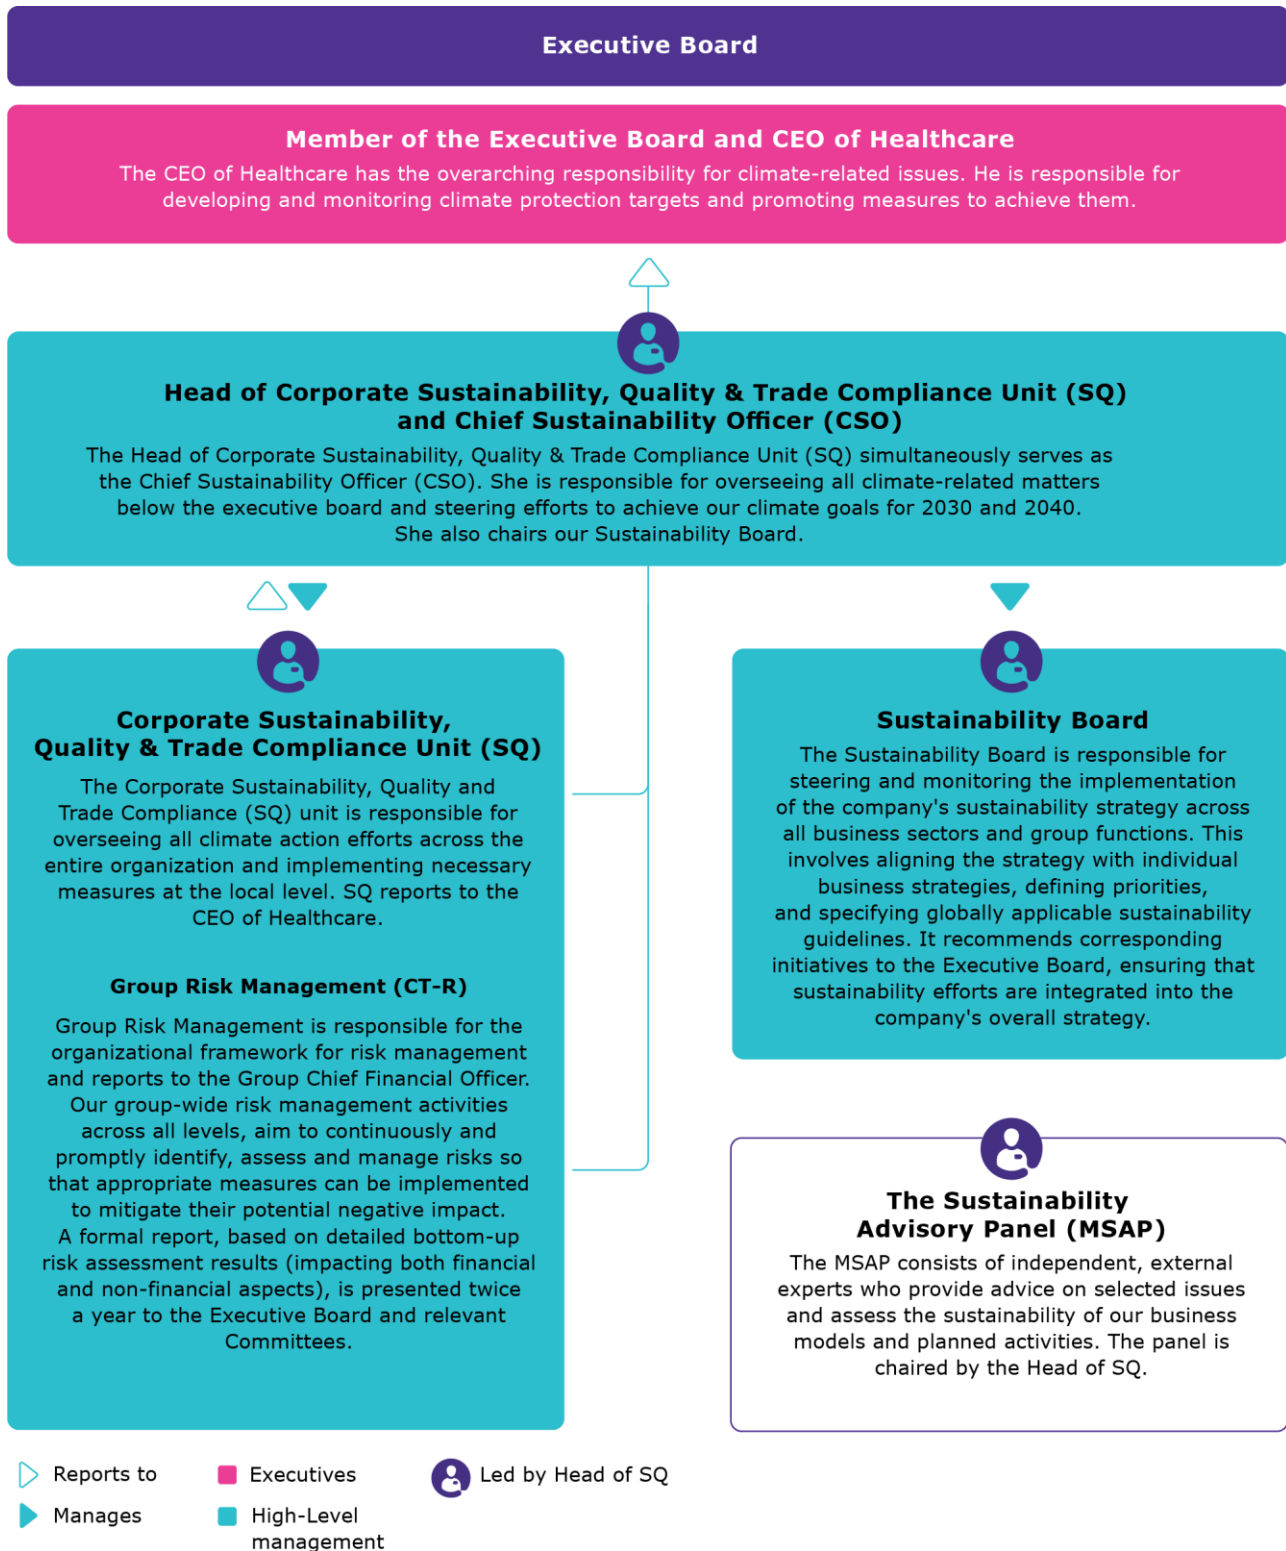 Executive Board
Member of the Executive Board and CEO of Healthcare
The CEO of Healthcare has the overarching responsibility for climate-related issues. He is responsible for
developing and monitoring climate protection targets and promoting measures to achieve them.
Head of Corporate Sustainability, Quality & Trade Compliance Unit (SQ)
and Chief Sustainability Officer (CSO)
The Head of Corporate Sustainability, Quality & Trade Compliance Unit (SQ) simultaneously serves as
the Chief Sustainability Officer (CSO). She is responsible for overseeing all climate-related matters
below the executive board and steering efforts to achieve our climate goals for 2030 and 2040.
She also chairs our Sustainability Board.
Corporate Sustainability,
Quality & Trade Compliance Unit (SQ)
The Corporate Sustainability, Quality and
Trade Compliance (SQ) unit is responsible for
overseeing all climate action efforts across the
entire organization and implementing necessary
measures at the local level. SQ reports to the
CEO of Healthcare.
Group Risk Management (CT-R)
Group Risk Management is responsible for the
organizational framework for risk management
and reports to the Group Chief Financial Officer.
Our group-wide risk management activities
across all levels, aim to continuously and
promptly identify, assess and manage risks so
that appropriate measures can be implemented
to mitigate their potential negative impact.
A formal report, based on detailed bottom-up
risk assessment results (impacting both financial
and non-financial aspects), is presented twice
a year to the Executive Board and relevant
Committees.
Sustainability Board
The Sustainability Board is responsible for
steering and monitoring the implementation
of the company's sustainability strategy across
all business sectors and group functions. This
involves aligning the strategy with individual
business strategies, defining priorities,
and specifying globally applicable sustainability
guidelines. It recommends corresponding
initiatives to the Executive Board, ensuring that
sustainability efforts are integrated into the
company's overall strategy.
The Sustainability
Advisory Panel (MSAP)
The MSAP consists of independent, external
experts who provide advice on selected issues
and assess the sustainability of our business
models and planned activities. The panel is
chaired by the Head of SQ.
Reports to
Manages
Executives
High-Level
management
Led by Head of SQ